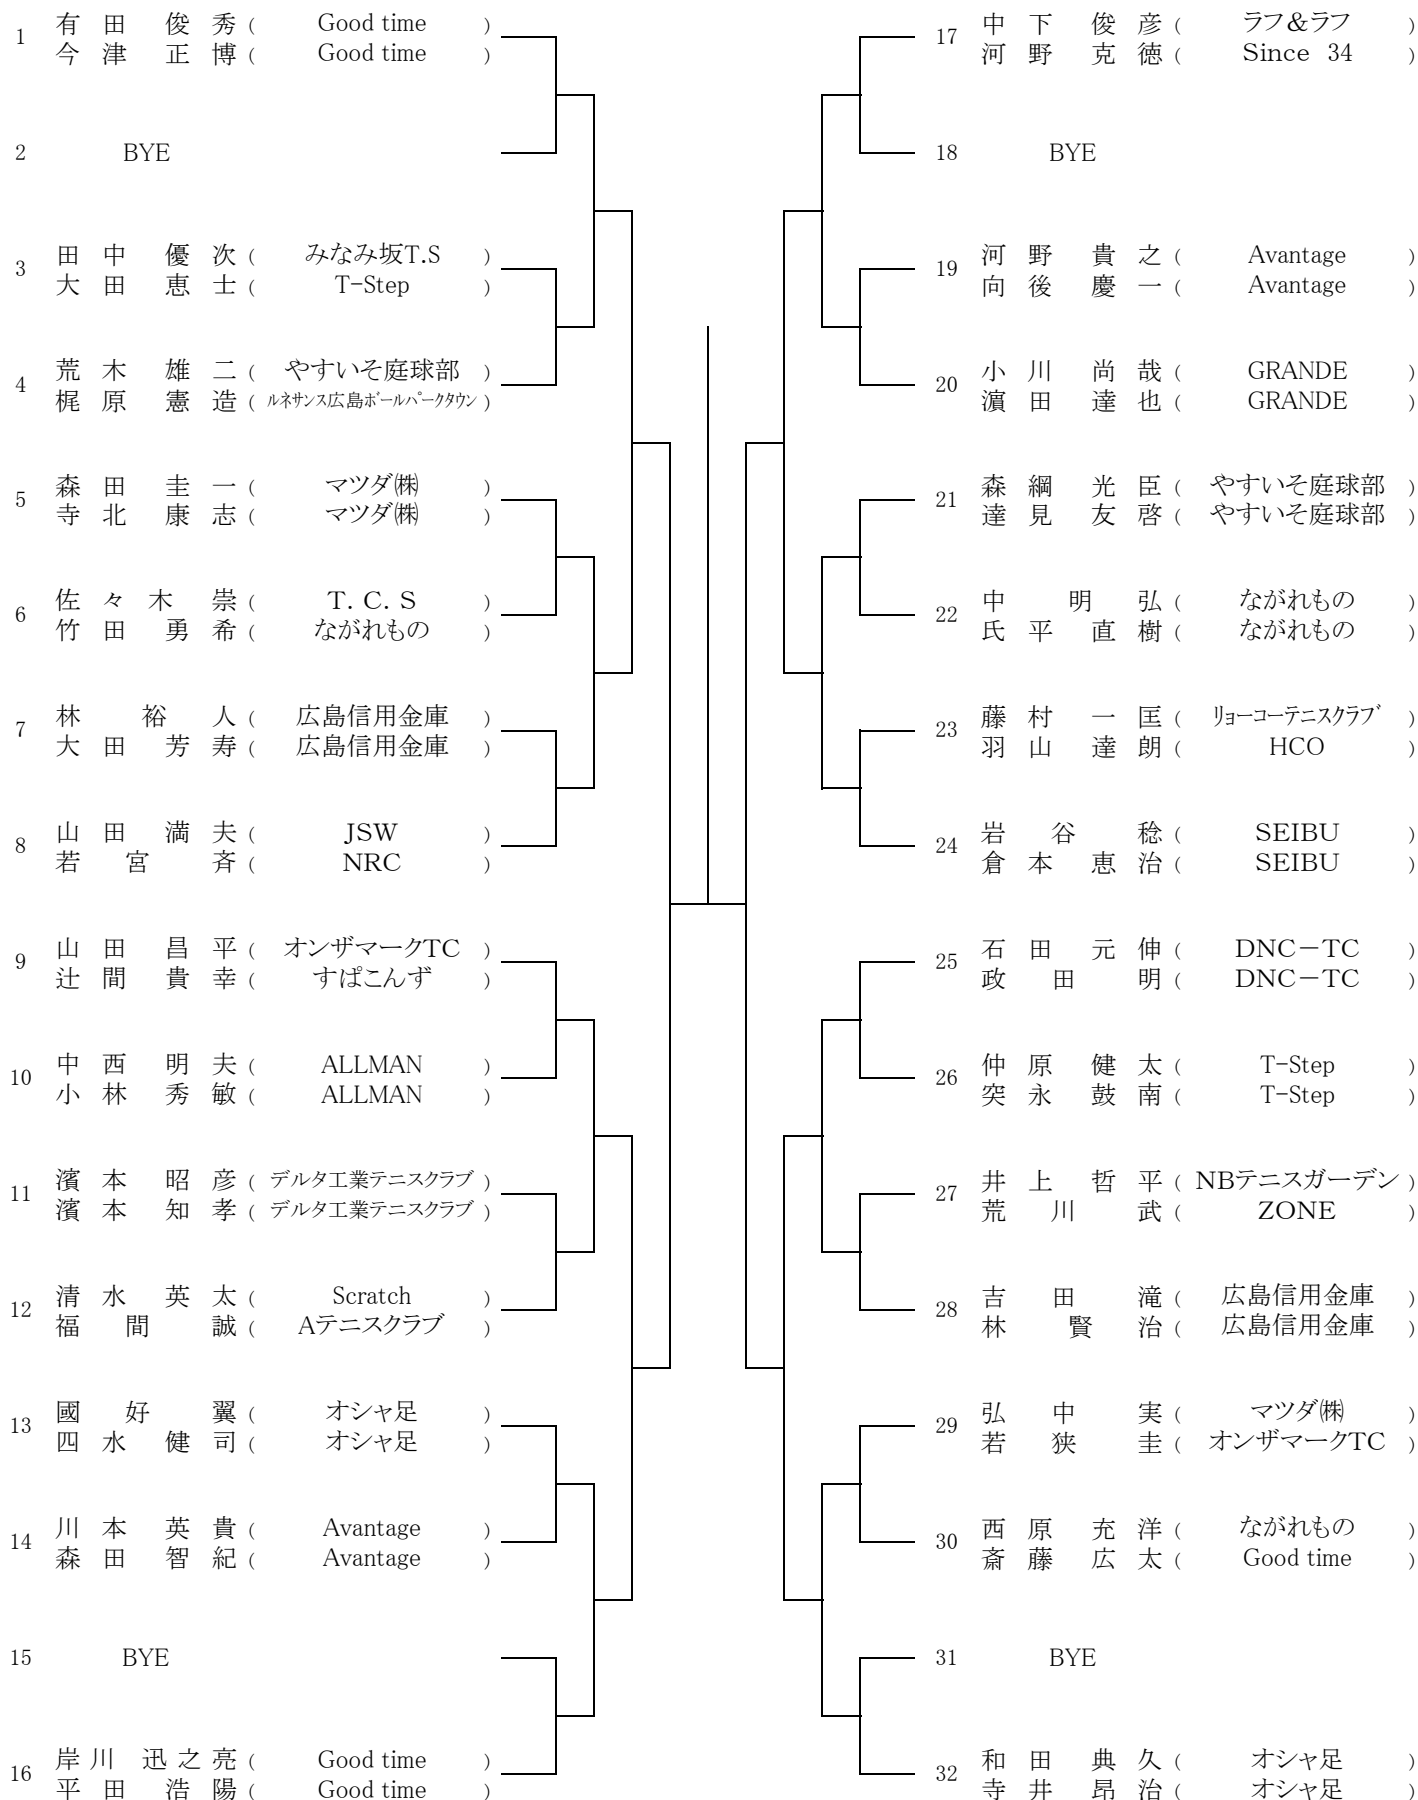 1 有田 俊秀 ( Good time )
今津 正博 ( Good time )
2 BYE
3 田中 優次 ( みなみ坂T.S )
大田 恵士 ( T-Step )
4 荒木 雄二 ( やすいそ庭球部 )
梶原 憲造 ( ルネサンス広島ボールパークタウン )
5 森田 圭一 ( マツダ㈱ )
寺北 康志 ( マツダ㈱ )
6 佐々木 崇 ( T. C. S )
竹田 勇希 ( ながれもの )
7 林 裕人 ( 広島信用金庫 )
大田 芳寿 ( 広島信用金庫 )
8 山田 満夫 ( JSW )
若宮 斉 ( NRC )
9 山田 昌平 ( オンザマークTC )
辻間 貴幸 ( すぱこんず )
10 中西 明夫 ( ALLMAN )
小林 秀敏 ( ALLMAN )
11 濱本 昭彦 ( デルタ工業テニスクラブ )
濱本 知孝 ( デルタ工業テニスクラブ )
12 清水 英太 ( Scratch )
福間 誠 ( Aテニスクラブ )
13 國好 翼 ( オシャ足 )
四水 健司 ( オシャ足 )
14 川本 英貴 ( Avantage )
森田 智紀 ( Avantage )
15 BYE
16 岸川 迅之亮 ( Good time )
平田 浩陽 ( Good time )
17 中下 俊彦 ( ラフ&ラフ )
河野 克徳 ( Since 34 )
18 BYE
19 河野 貴之 ( Avantage )
向後 慶一 ( Avantage )
20 小川 尚哉 ( GRANDE )
濵田 達也 ( GRANDE )
21 森綱 光臣 ( やすいそ庭球部 )
達見 友啓 ( やすいそ庭球部 )
22 中 明弘 ( ながれもの )
氏平 直樹 ( ながれもの )
23 藤村 一匡 ( リョーコーテニスクラブ )
羽山 達朗 ( HCO )
24 岩谷 稔 ( SEIBU )
倉本 恵治 ( SEIBU )
25 石田 元伸 ( DNC－TC )
政田 明 ( DNC－TC )
26 仲原 健太 ( T-Step )
突永 鼓南 ( T-Step )
27 井上 哲平 ( NBテニスガーデン )
荒川 武 ( ZONE )
28 吉田 滝 ( 広島信用金庫 )
林 賢治 ( 広島信用金庫 )
29 弘中 実 ( マツダ㈱ )
若狭 圭 ( オンザマークTC )
30 西原 充洋 ( ながれもの )
斎藤 広太 ( Good time )
31 BYE
32 和田 典久 ( オシャ足 )
寺井 昂治 ( オシャ足 )